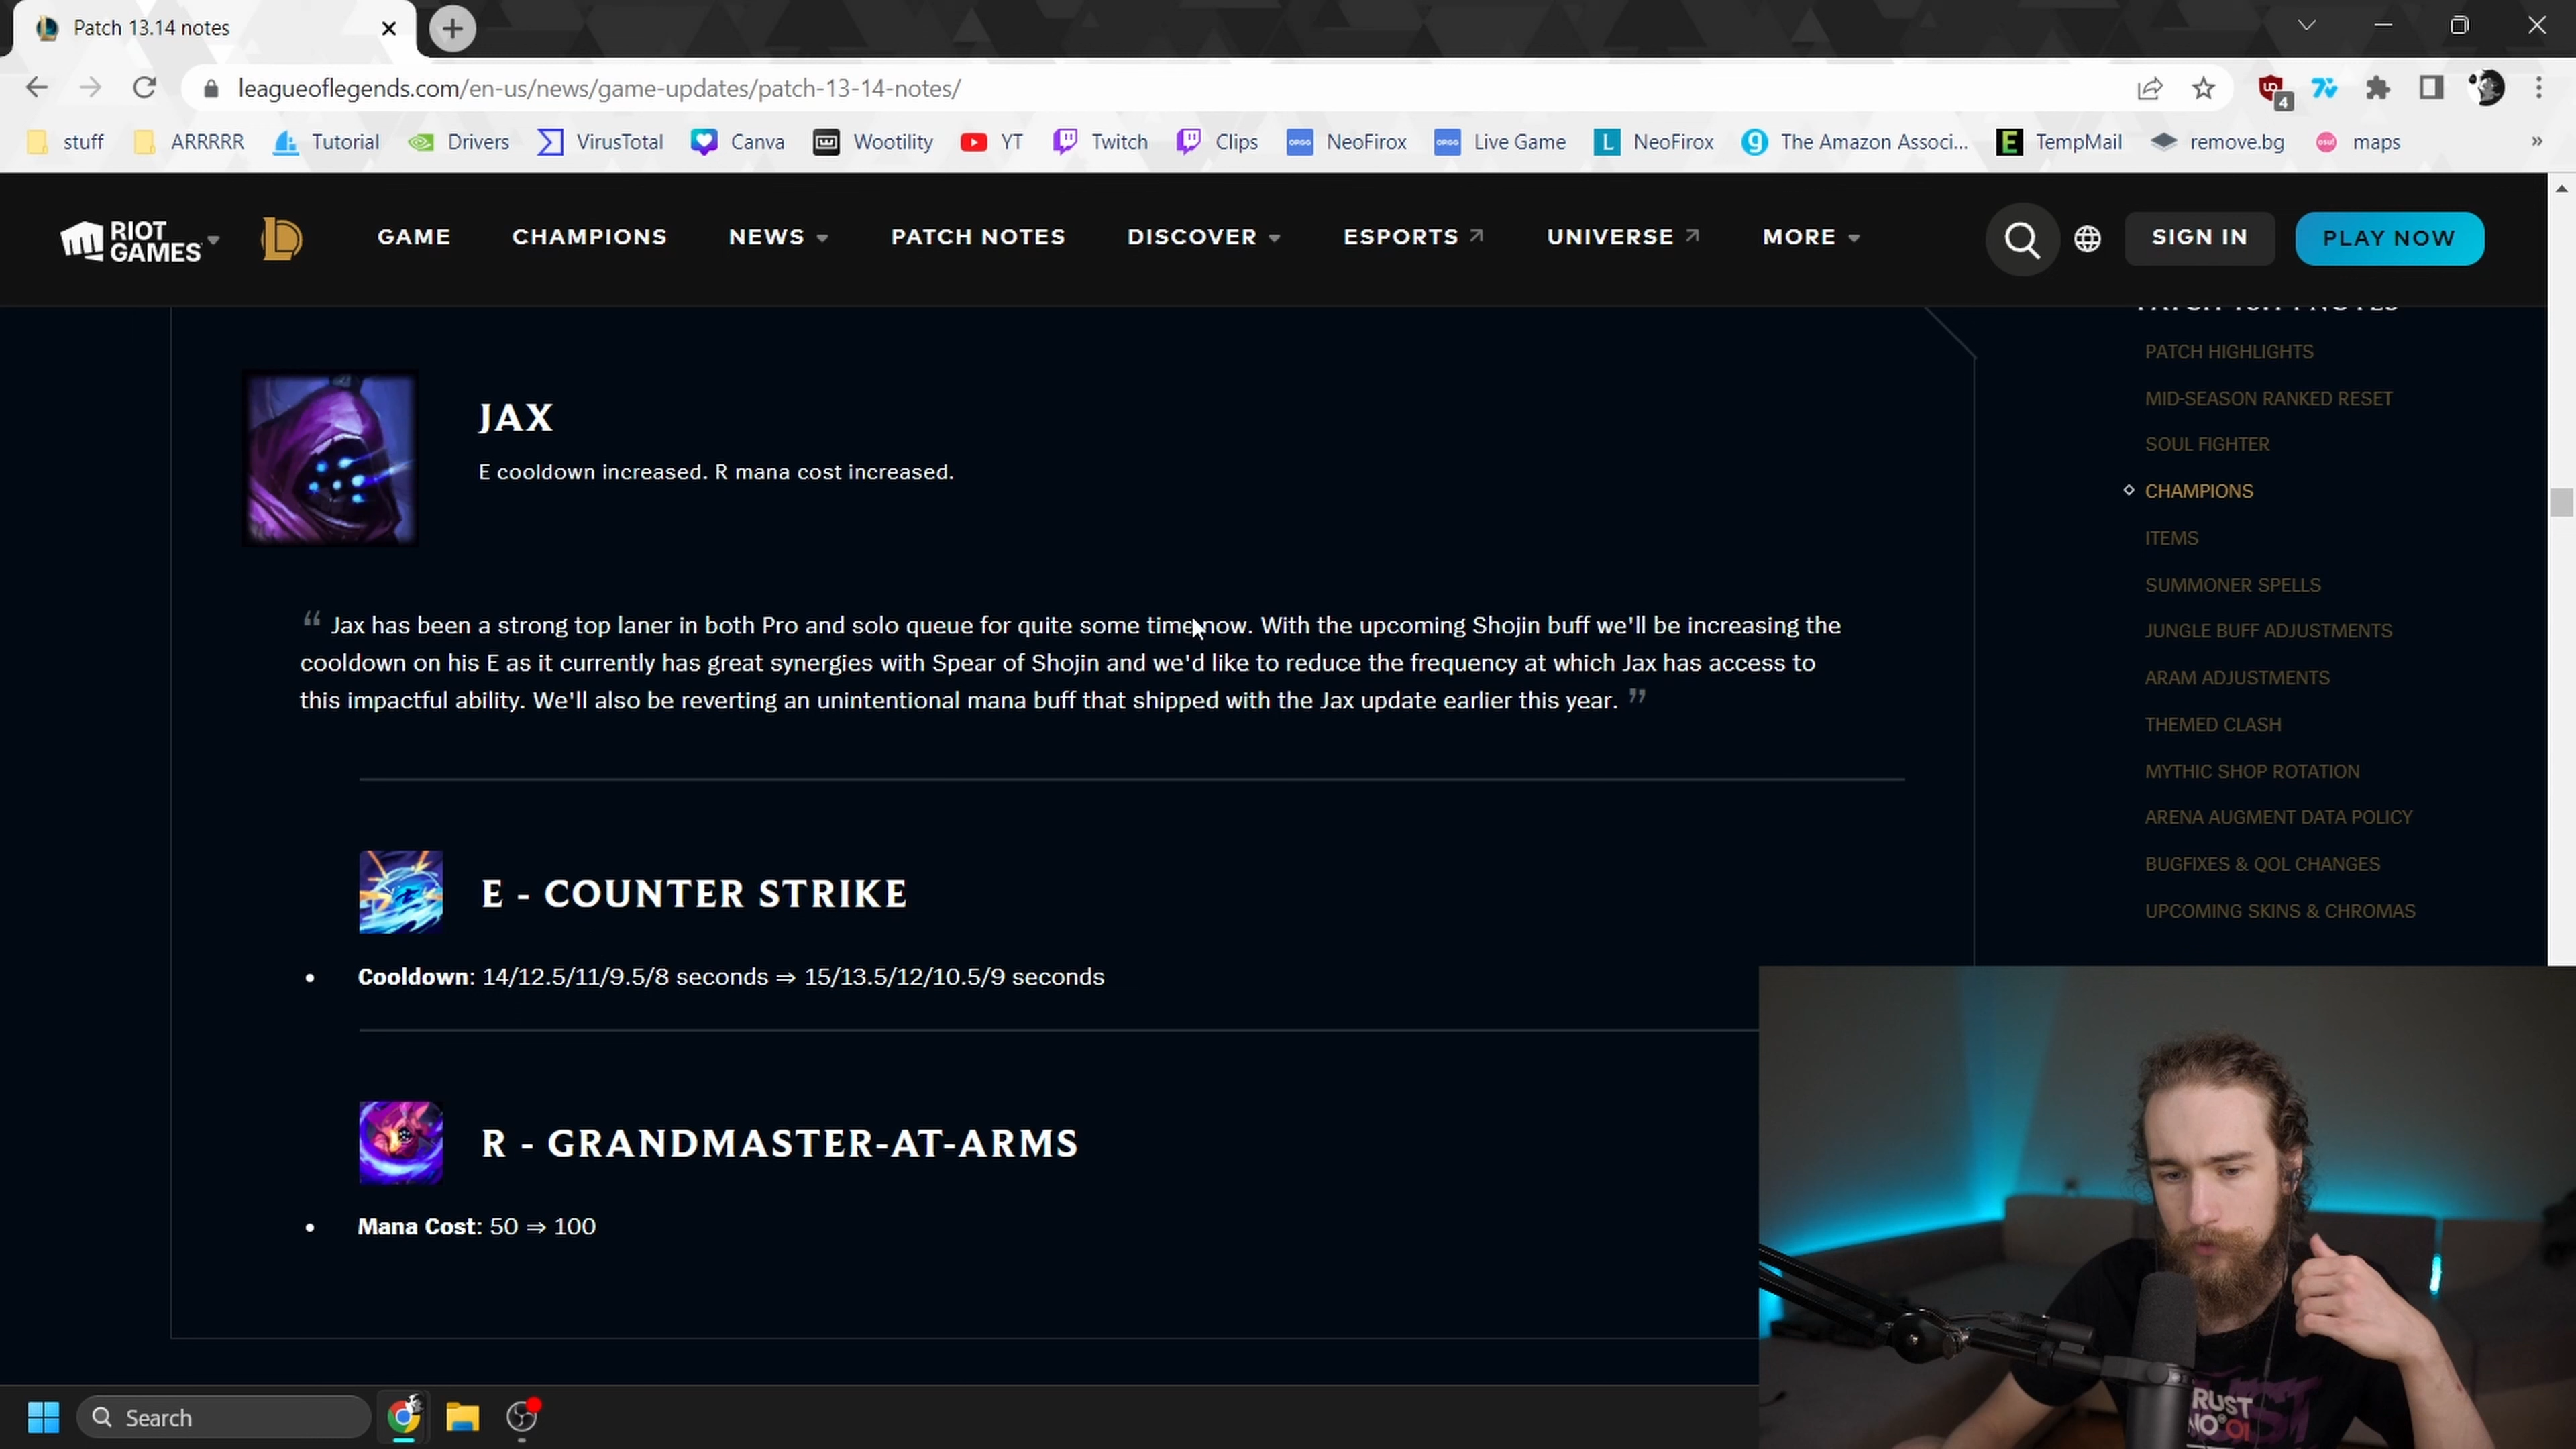 Patch 13.14 notes
leagueoflegends.com/en-us/news/game-updates/patch-13-14-notes/
4
stuff ARRRRR Tutorial Drivers VirusTotal Canva Wootility YT Twitch Clips NeoFirox Live Game NeoFirox The Amazon Associ... TempMail remove.bg maps »
RIOT GAMES GAME CHAMPIONS NEWS PATCH NOTES DISCOVER ESPORTS UNIVERSE MORE SIGN IN PLAY NOW
JAX
E cooldown increased. R mana cost increased.
“ Jax has been a strong top laner in both Pro and solo queue for quite some time now. With the upcoming Shojin buff we'll be increasing the
cooldown on his E as it currently has great synergies with Spear of Shojin and we'd like to reduce the frequency at which Jax has access to
this impactful ability. We'll also be reverting an unintentional mana buff that shipped with the Jax update earlier this year. ”
E - COUNTER STRIKE
• Cooldown: 14/12.5/11/9.5/8 seconds ⇒ 15/13.5/12/10.5/9 seconds
R - GRANDMASTER-AT-ARMS
• Mana Cost: 50 ⇒ 100
PATCH HIGHLIGHTS
MID-SEASON RANKED RESET
SOUL FIGHTER
CHAMPIONS
ITEMS
SUMMONER SPELLS
JUNGLE BUFF ADJUSTMENTS
ARAM ADJUSTMENTS
THEMED CLASH
MYTHIC SHOP ROTATION
ARENA AUGMENT DATA POLICY
BUGFIXES & QOL CHANGES
UPCOMING SKINS & CHROMAS
Search